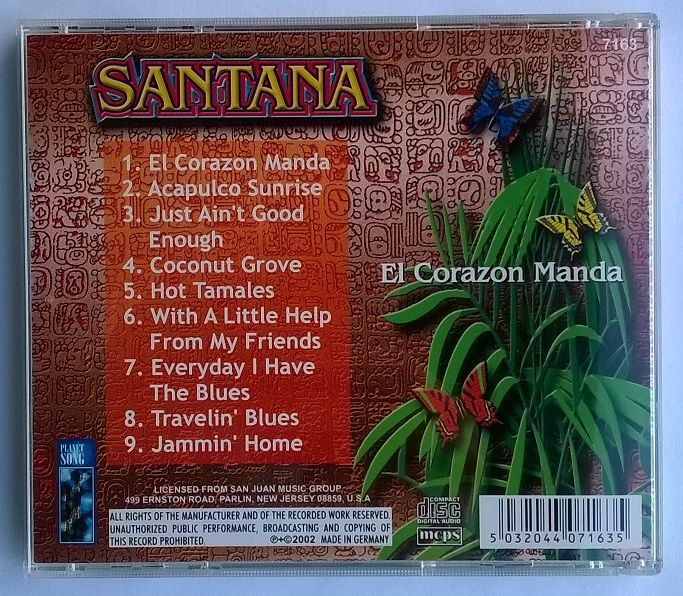 7163
SANTANA
1. El Corazon Manda
2. Acapulco Sunrise
3. Just Ain't Good
Enough
4. Coconut Grove
5. Hot Tamales
6. With A Little Help
From My Friends
7. Everyday I Have
The Blues
8. Travelin' Blues
9. Jammin' Home
El Corazon Manda
PLANET
SONG
LICENSED FROM SAN JUAN MUSIC GROUP
499 ERNSTON ROAD, PARLIN, NEW JERSEY 08859, U.S.A
ALL RIGHTS OF THE MANUFACTURER AND OF THE RECORDED WORK RESERVED.
UNAUTHORIZED PUBLIC PERFORMANCE, BROADCASTING AND COPYING OF
THIS RECORD PROHIBITED. ℗+©2002 MADE IN GERMANY
COMPACT
disc
DIGITAL AUDIO
mcps
5 032044 071635